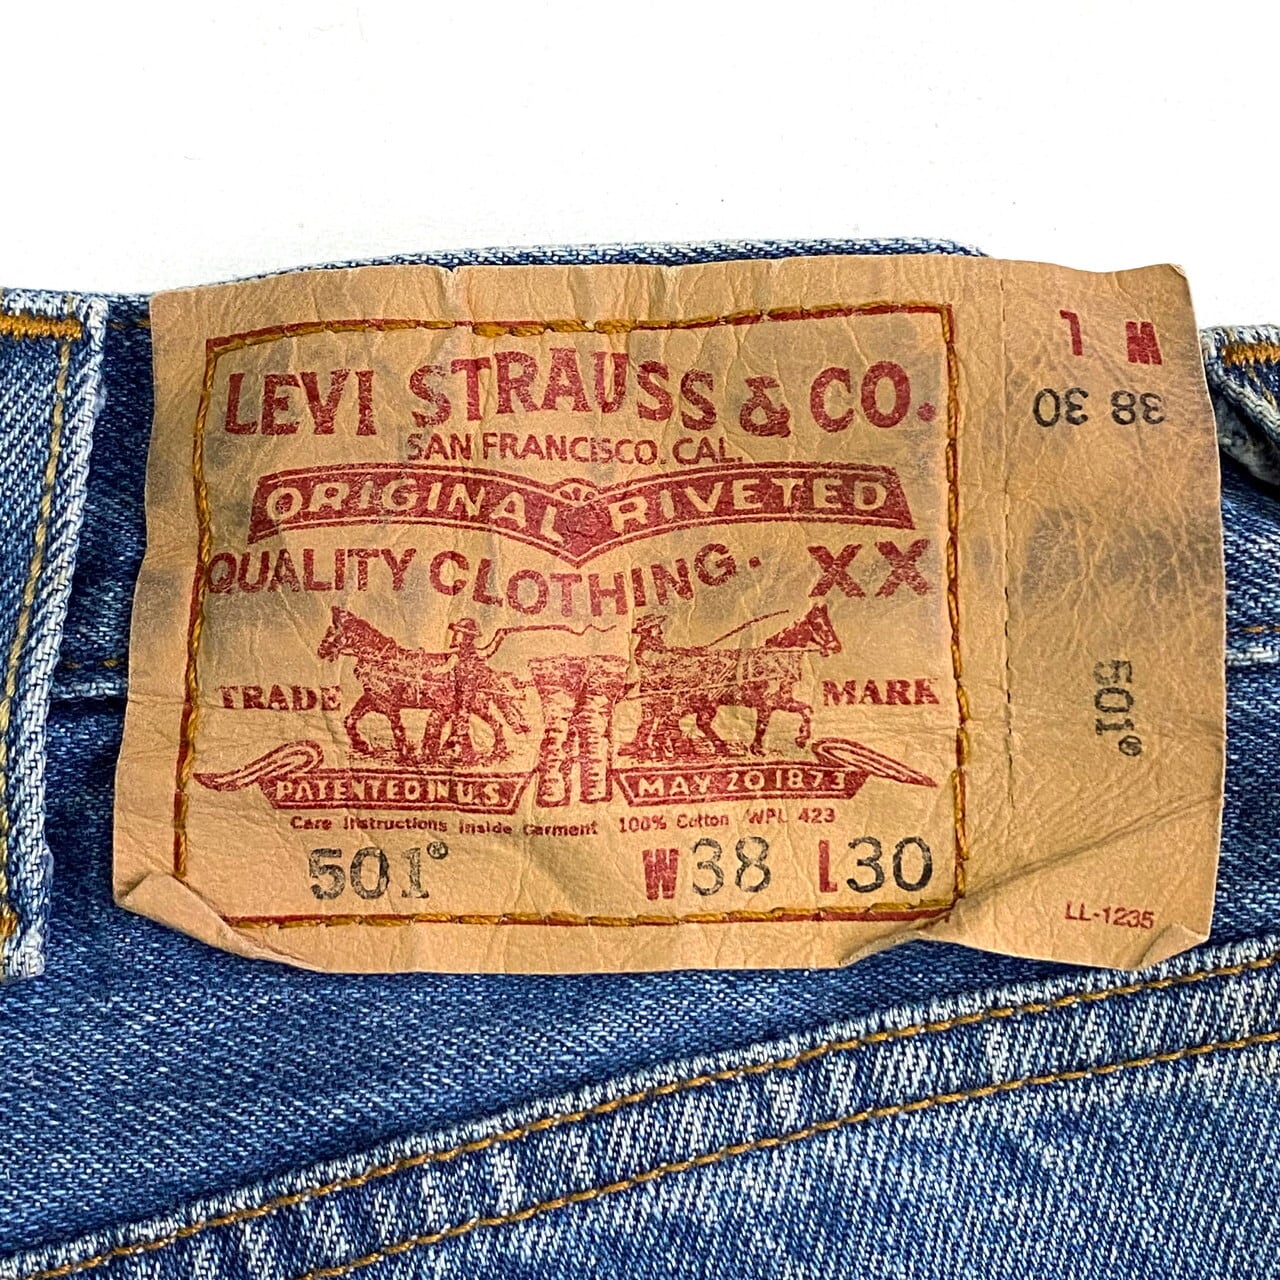 LEVI STRAUSS & CO.
SAN FRANCISCO. CAL.
ORIGINAL RIVETED
QUALITY CLOTHING. XX
TRADE MARK
PATENTED IN U.S. MAY 20 1873
Care Instructions Inside Garment 100% Cotton WPL 423
501® W38 L30
W L
38 30
501®
LL-1235